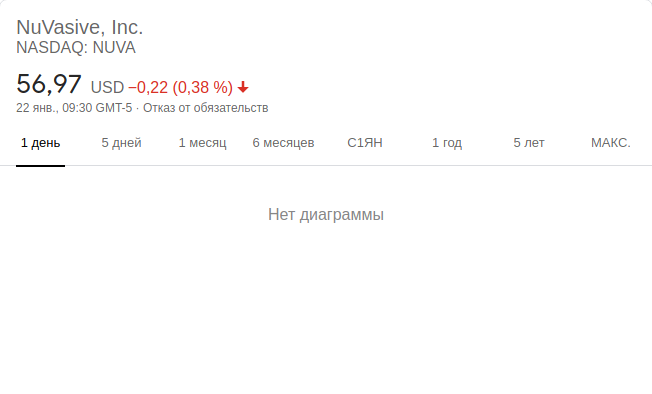 NuVasive, Inc.
NASDAQ: NUVA
56,97 USD −0,22 (0,38 %)
22 янв., 09:30 GMT-5 · Отказ от обязательств
1 день 5 дней 1 месяц 6 месяцев С1ЯН 1 год 5 лет МАКС.
Нет диаграммы